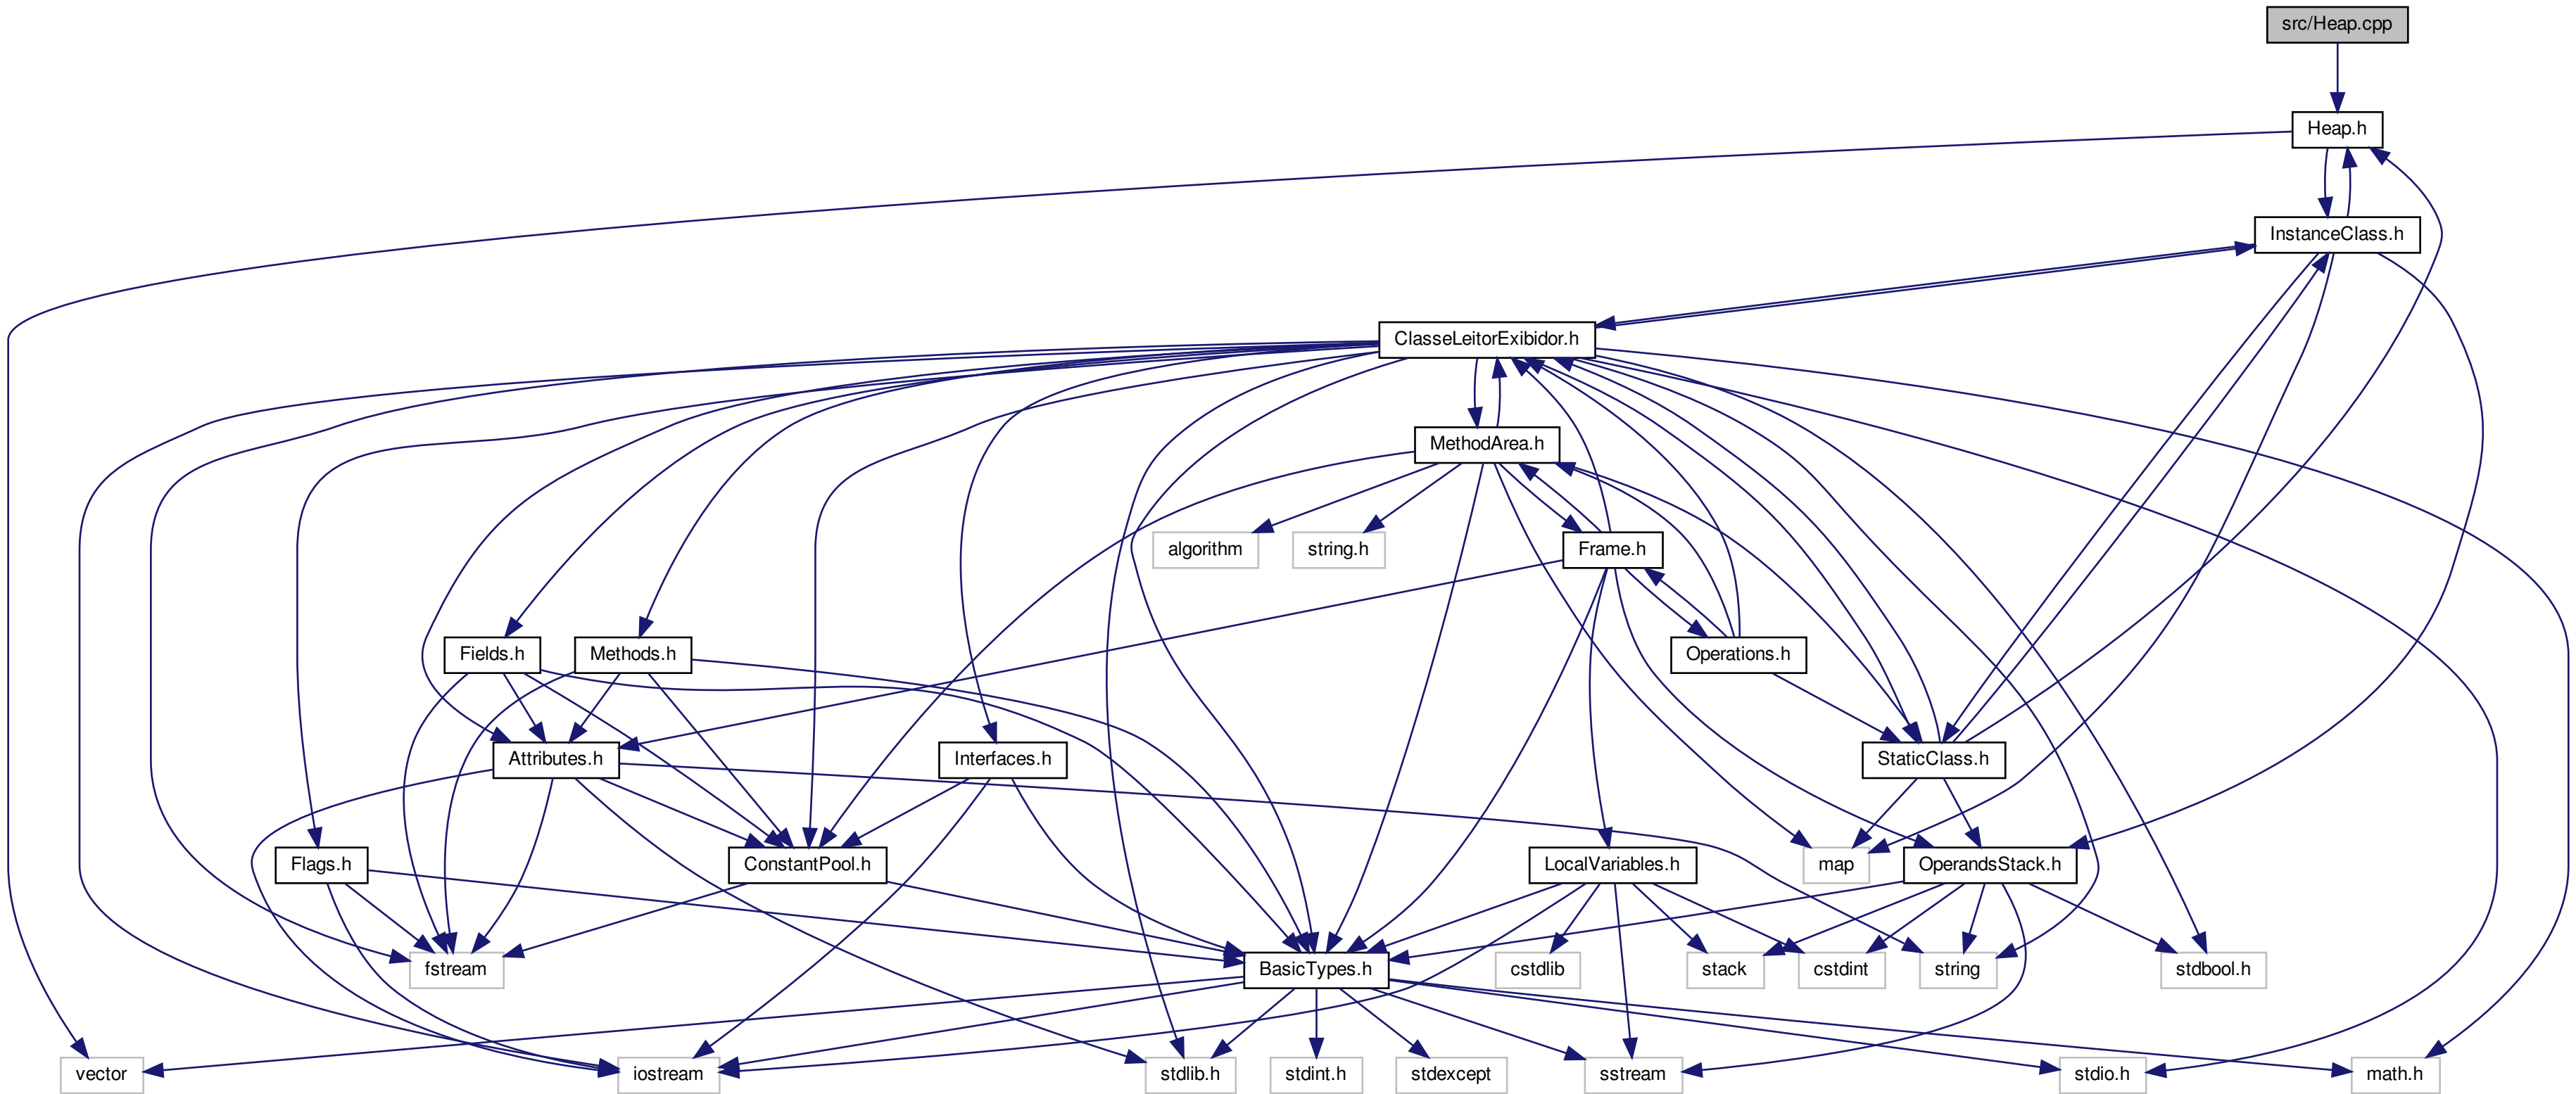 src/Heap.cpp
Heap.h
InstanceClass.h
ClasseLeitorExibidor.h
MethodArea.h
algorithm
string.h
Frame.h
Fields.h
Methods.h
Operations.h
Attributes.h
Interfaces.h
StaticClass.h
Flags.h
ConstantPool.h
LocalVariables.h
map
OperandsStack.h
fstream
BasicTypes.h
cstdlib
stack
cstdint
string
stdbool.h
vector
iostream
stdlib.h
stdint.h
stdexcept
sstream
stdio.h
math.h